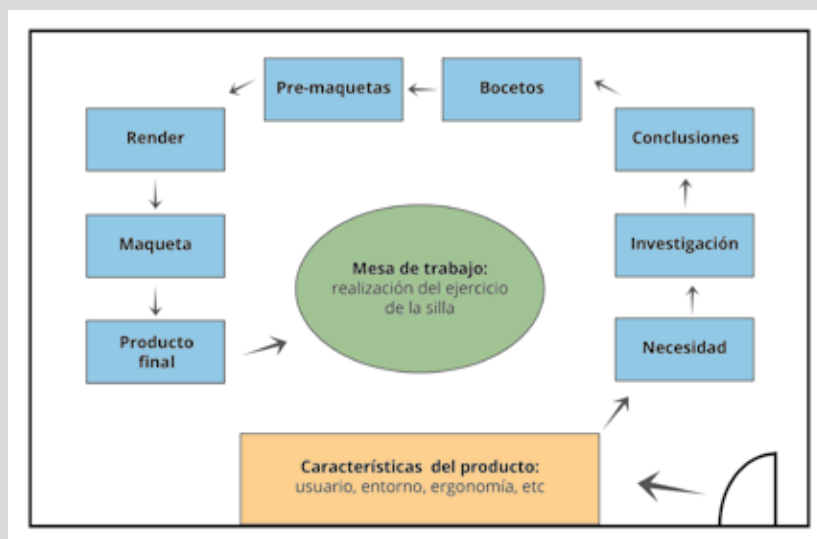 Pre-maquetas
Bocetos
Render
Conclusiones
Maqueta
Investigación
Mesa de trabajo:
realización del ejercicio
de la silla
Producto
final
Necesidad
Características del producto:
usuario, entorno, ergonomía, etc